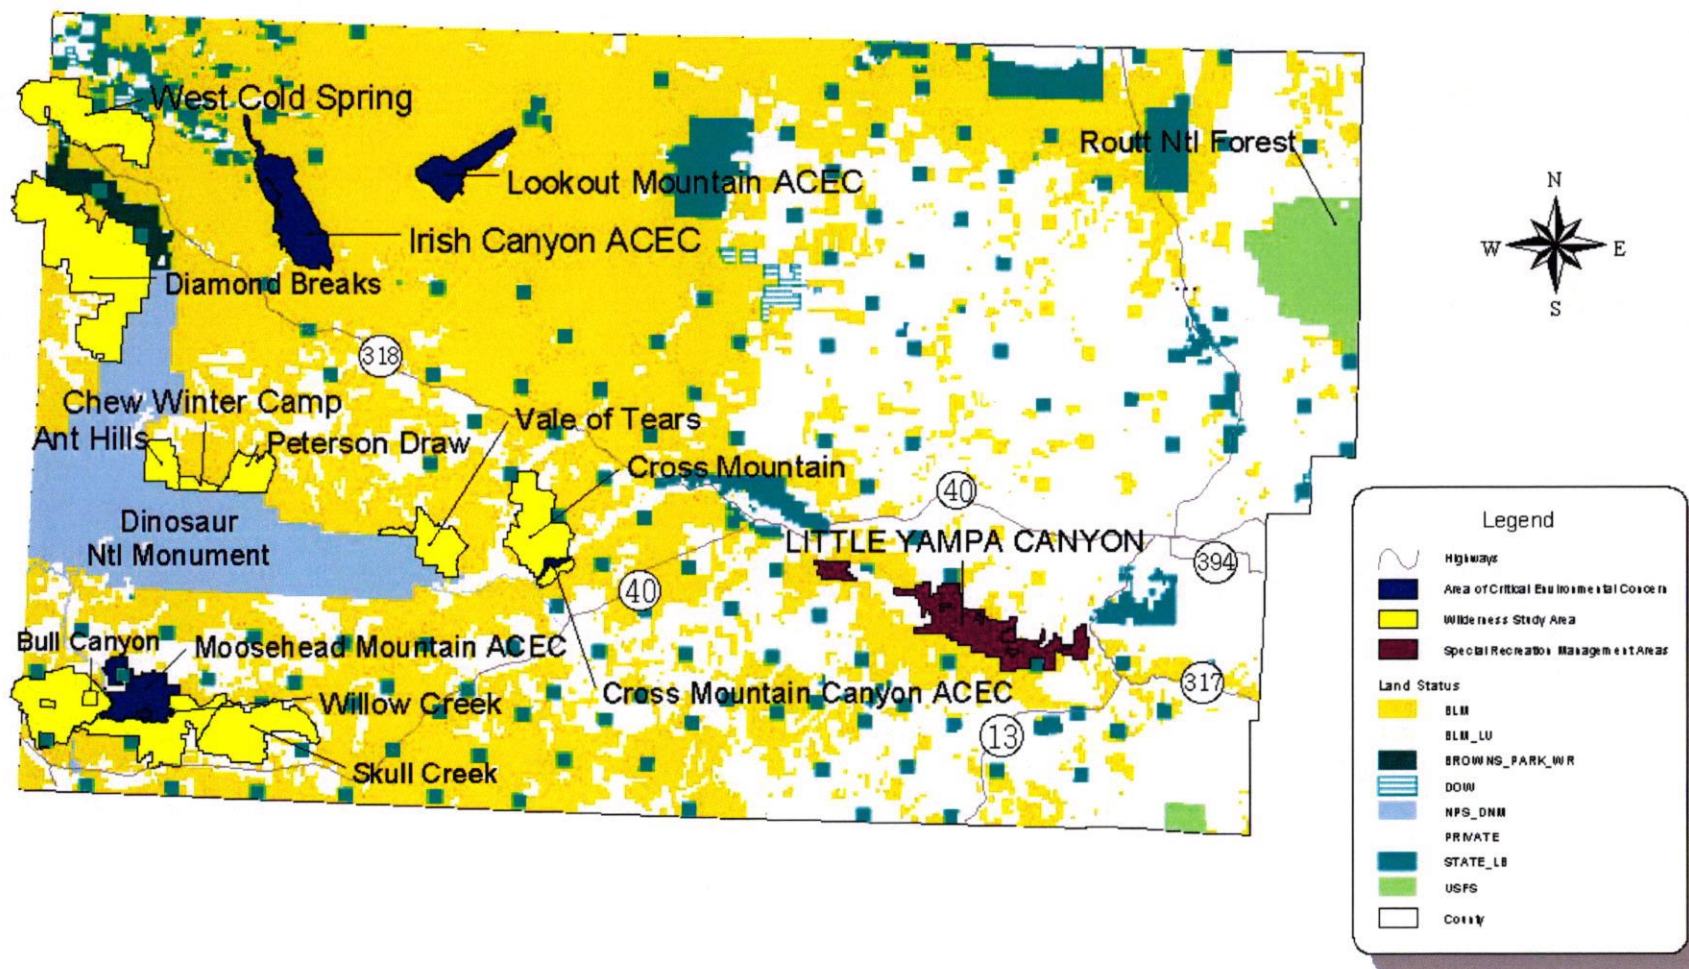 West Cold Spring
Routt Ntl Forest
Lookout Mountain ACEC
Irish Canyon ACEC
Diamond Breaks
318
Chew Winter Camp
Ant Hills
Peterson Draw
Vale of Tears
Cross Mountain
40
Dinosaur
Ntl Monument
LITTLE YAMPA CANYON
394
40
Bull Canyon
Moosehead Mountain ACEC
Cross Mountain Canyon ACEC
317
Willow Creek
13
Skull Creek
N
W
E
S
Legend
Highways
Area of Critical Environmental Concern
Wilderness Study Area
Special Recreation Management Areas
Land Status
BLM
BLM_LU
BROWNS_PARK_WR
DOW
NPS_DNM
PRIVATE
STATE_LB
USFS
County